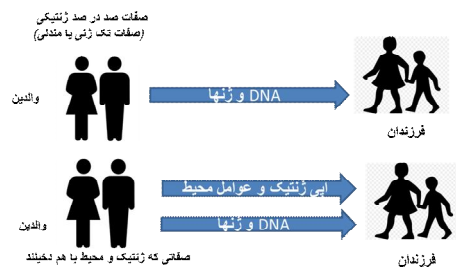 صفات صد در صد ژنتیکی
(صفات تک ژنی یا مندلی)
والدین
DNA و ژنها
فرزندان
اپی ژنتیک و عوامل محیط
والدین
DNA و ژنها
صفاتی که ژنتیک و محیط با هم دخیلند
فرزندان